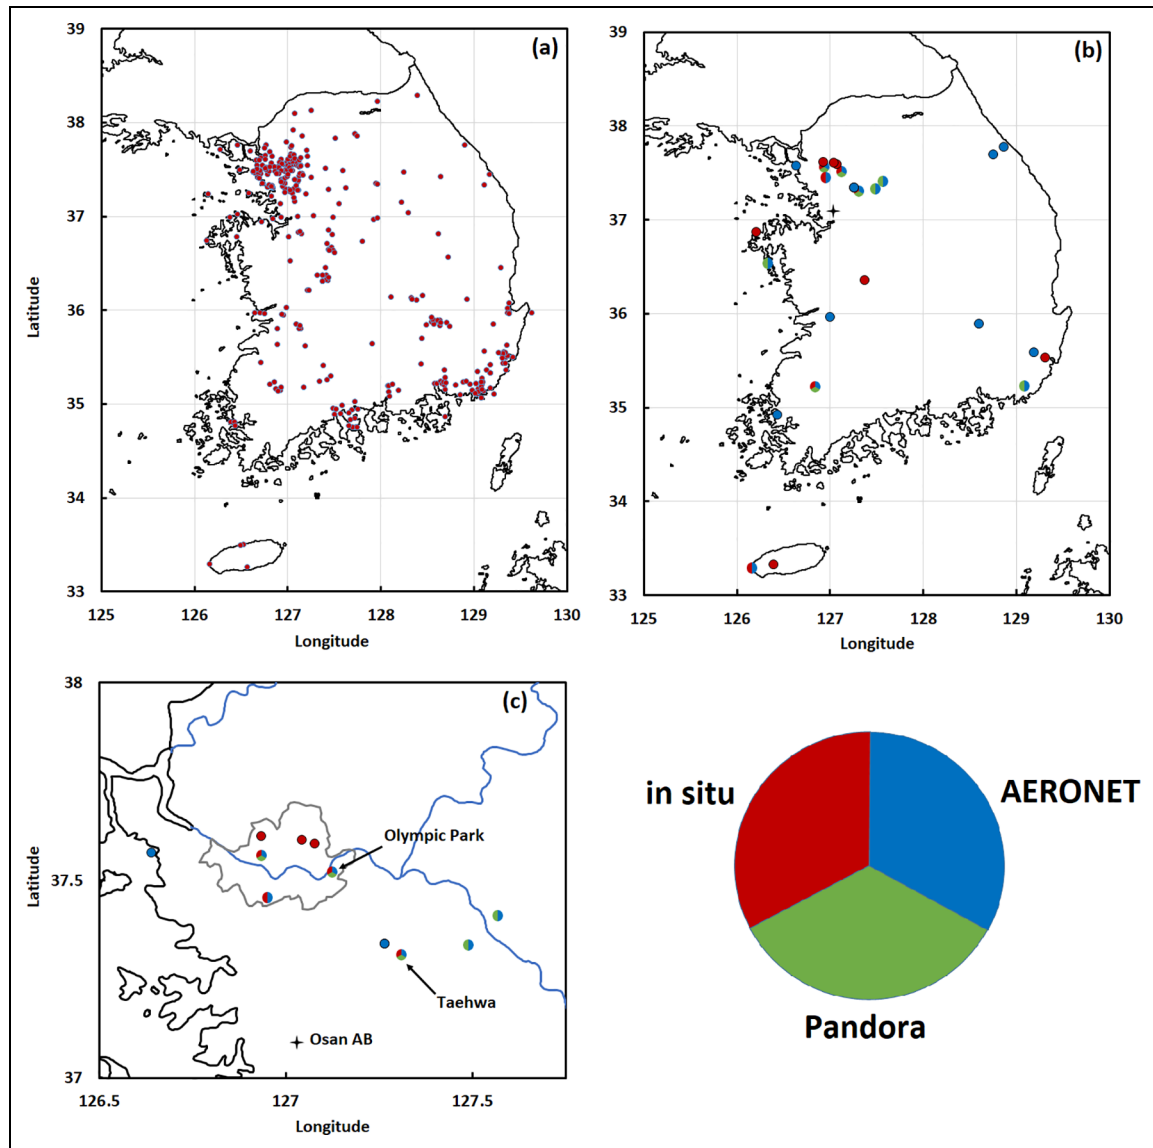 (a)
39
38
37
36
35
34
33
Latitude
125
126
127
128
129
130
Longitude
(b)
39
38
37
36
35
34
33
125
126
127
128
129
130
Longitude
(c)
38
37.5
37
Latitude
Olympic Park
Taehwa
Osan AB
126.5
127
127.5
Longitude
in situ
AERONET
Pandora